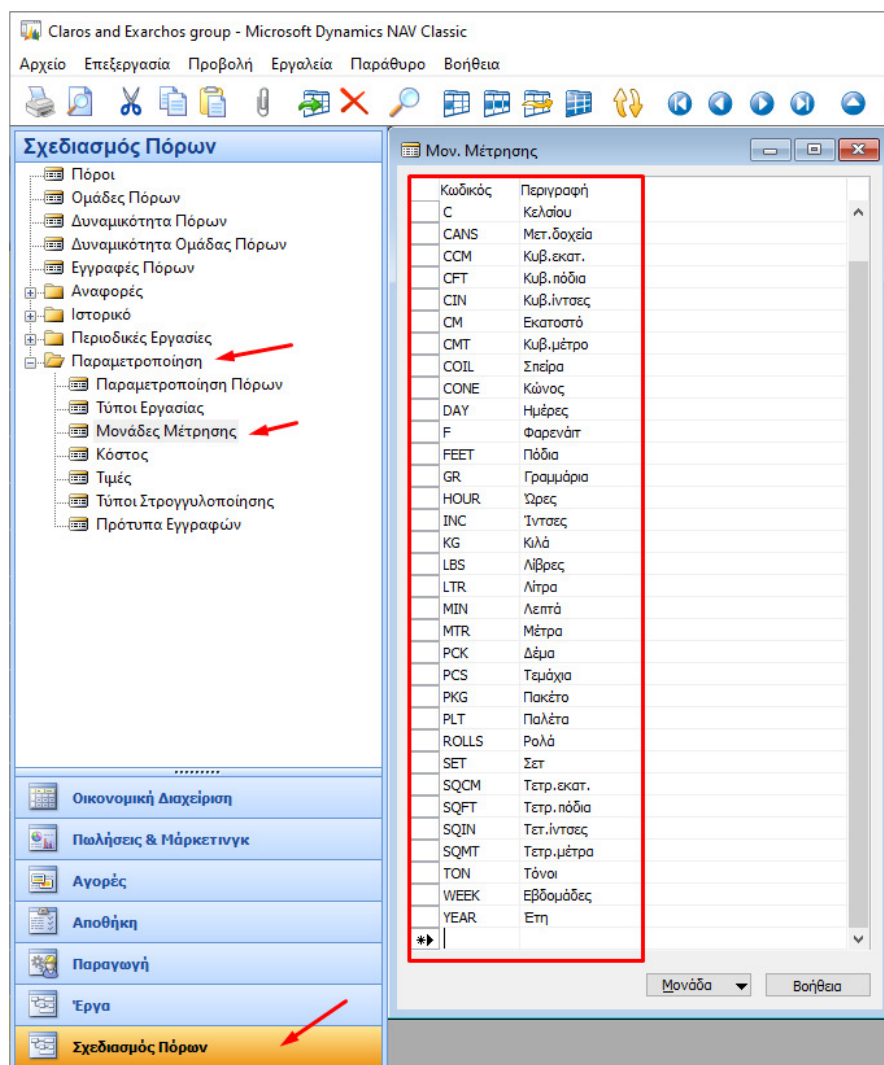 Claros and Exarchos group - Microsoft Dynamics NAV Classic
Αρχείο Επεξεργασία Προβολή Εργαλεία Παράθυρο Βοήθεια
Σχεδιασμός Πόρων
Πόροι
Ομάδες Πόρων
Δυναμικότητα Πόρων
Δυναμικότητα Ομάδας Πόρων
Εγγραφές Πόρων
Αναφορές
Ιστορικό
Περιοδικές Εργασίες
Παραμετροποίηση
Παραμετροποίηση Πόρων
Τύποι Εργασίας
Μονάδες Μέτρησης
Κόστος
Τιμές
Τύποι Στρογγυλοποίησης
Πρότυπα Εγγραφών
Οικονομική Διαχείριση
Πωλήσεις & Μάρκετινγκ
Αγορές
Αποθήκη
Παραγωγή
Έργα
Σχεδιασμός Πόρων
Μον. Μέτρησης
Κωδικός Περιγραφή
C Κελσίου
CANS Μετ.δοχεία
CCM Κυβ.εκατ.
CFT Κυβ.πόδια
CIN Κυβ.ίντσες
CM Εκατοστό
CMT Κυβ.μέτρο
COIL Σπείρα
CONE Κώνος
DAY Ημέρες
F Φαρενάιτ
FEET Πόδια
GR Γραμμάρια
HOUR Ώρες
INC Ίντσες
KG Κιλά
LBS Λίβρες
LTR Λίτρα
MIN Λεπτά
MTR Μέτρα
PCK Δέμα
PCS Τεμάχια
PKG Πακέτο
PLT Παλέτα
ROLLS Ρολά
SET Σετ
SQCM Τετρ.εκατ.
SQFT Τετρ.πόδια
SQIN Τετ.ίντσες
SQMT Τετρ.μέτρα
TON Τόνοι
WEEK Εβδομάδες
YEAR Έτη
Μονάδα Βοήθεια